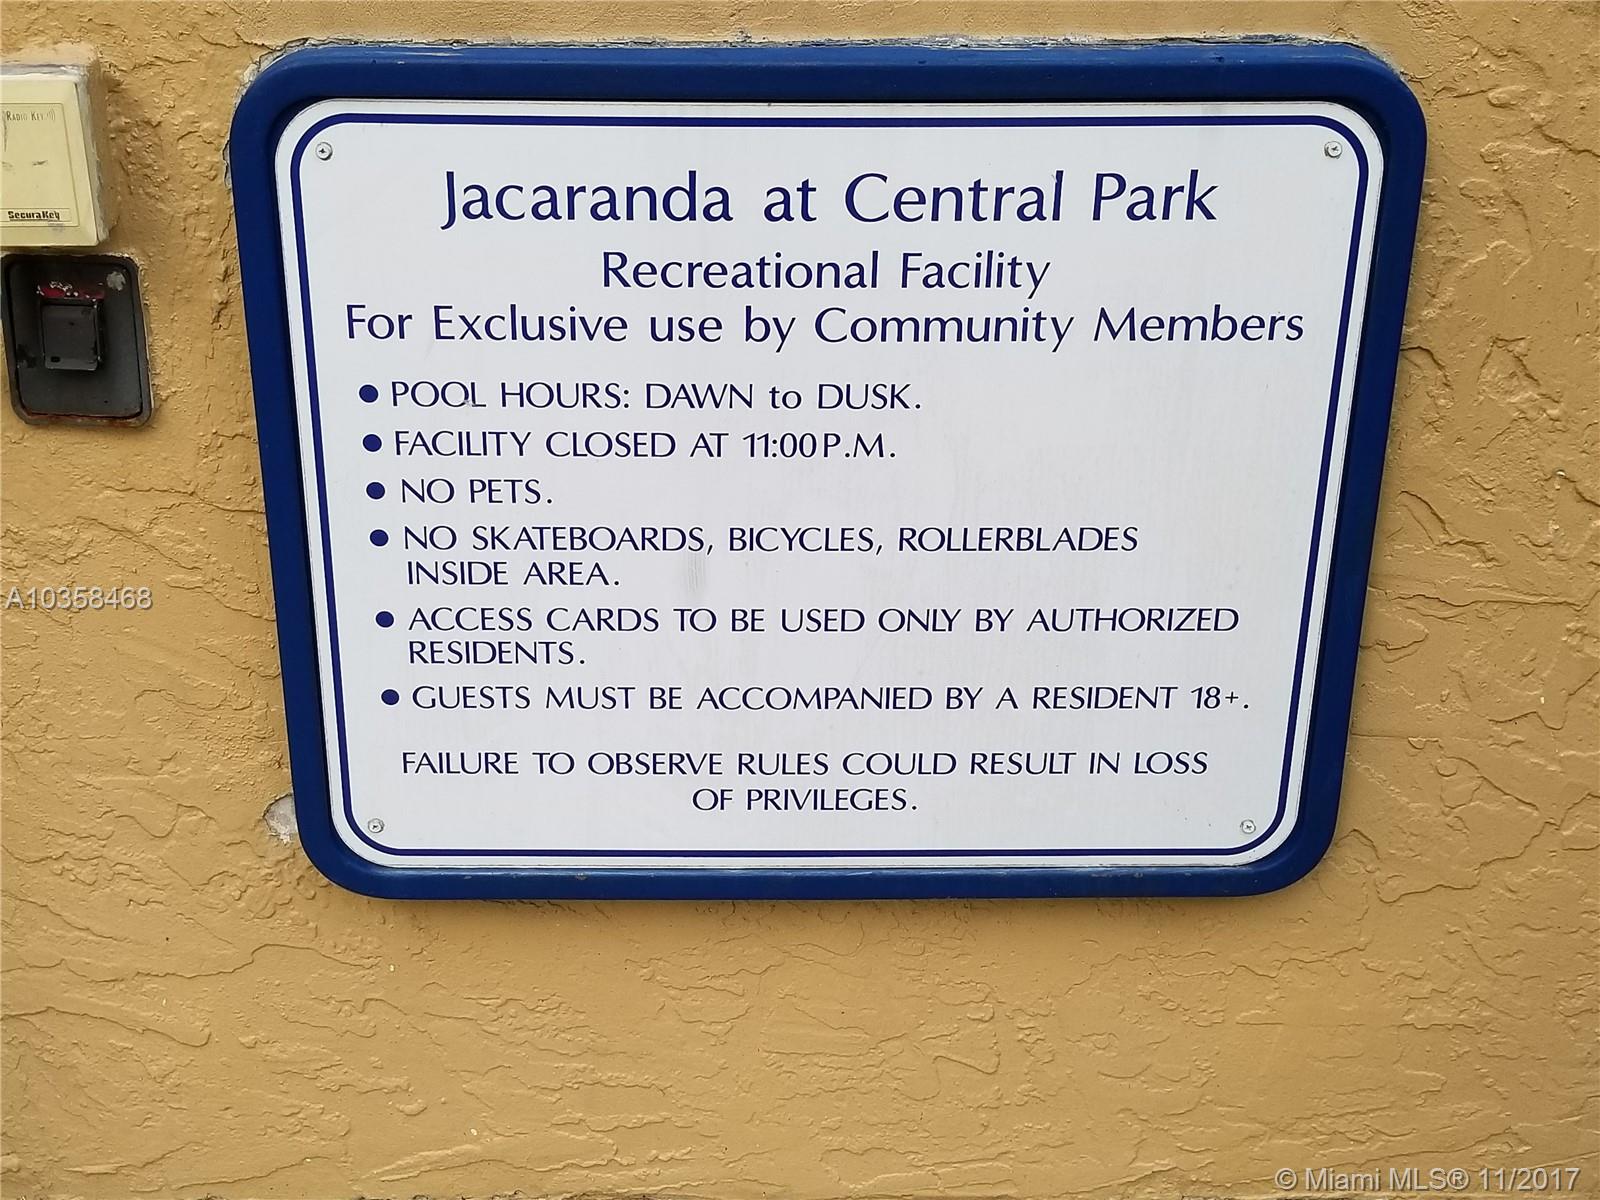 RADIO KEY
SecuraKey
Jacaranda at Central Park
Recreational Facility
For Exclusive use by Community Members
● POOL HOURS: DAWN to DUSK.
● FACILITY CLOSED AT 11:00P.M.
● NO PETS.
● NO SKATEBOARDS, BICYCLES, ROLLERBLADES
INSIDE AREA.
● ACCESS CARDS TO BE USED ONLY BY AUTHORIZED
RESIDENTS.
● GUESTS MUST BE ACCOMPANIED BY A RESIDENT 18+.
FAILURE TO OBSERVE RULES COULD RESULT IN LOSS
OF PRIVILEGES.
A10358468
© Miami MLS® 11/2017